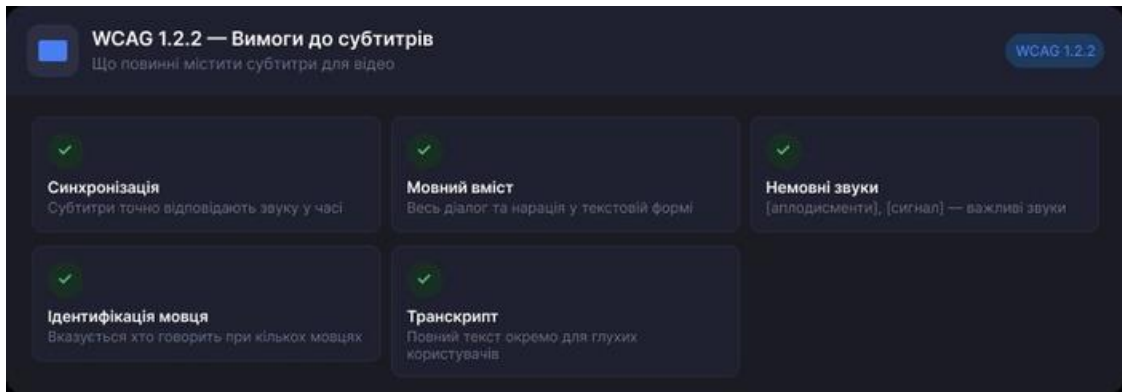 WCAG 1.2.2 — Вимоги до субтитрів
Що повинні містити субтитри для відео
WCAG 1.2.2
Синхронізація
Субтитри точно відповідають звуку у часі
Мовний вміст
Весь діалог та нарація у текстовій формі
Немовні звуки
[аплодисменти], [сигнал] — важливі звуки
Ідентифікація мовця
Вказується хто говорить при кількох мовцях
Транскрипт
Повний текст окремо для глухих
користувачів